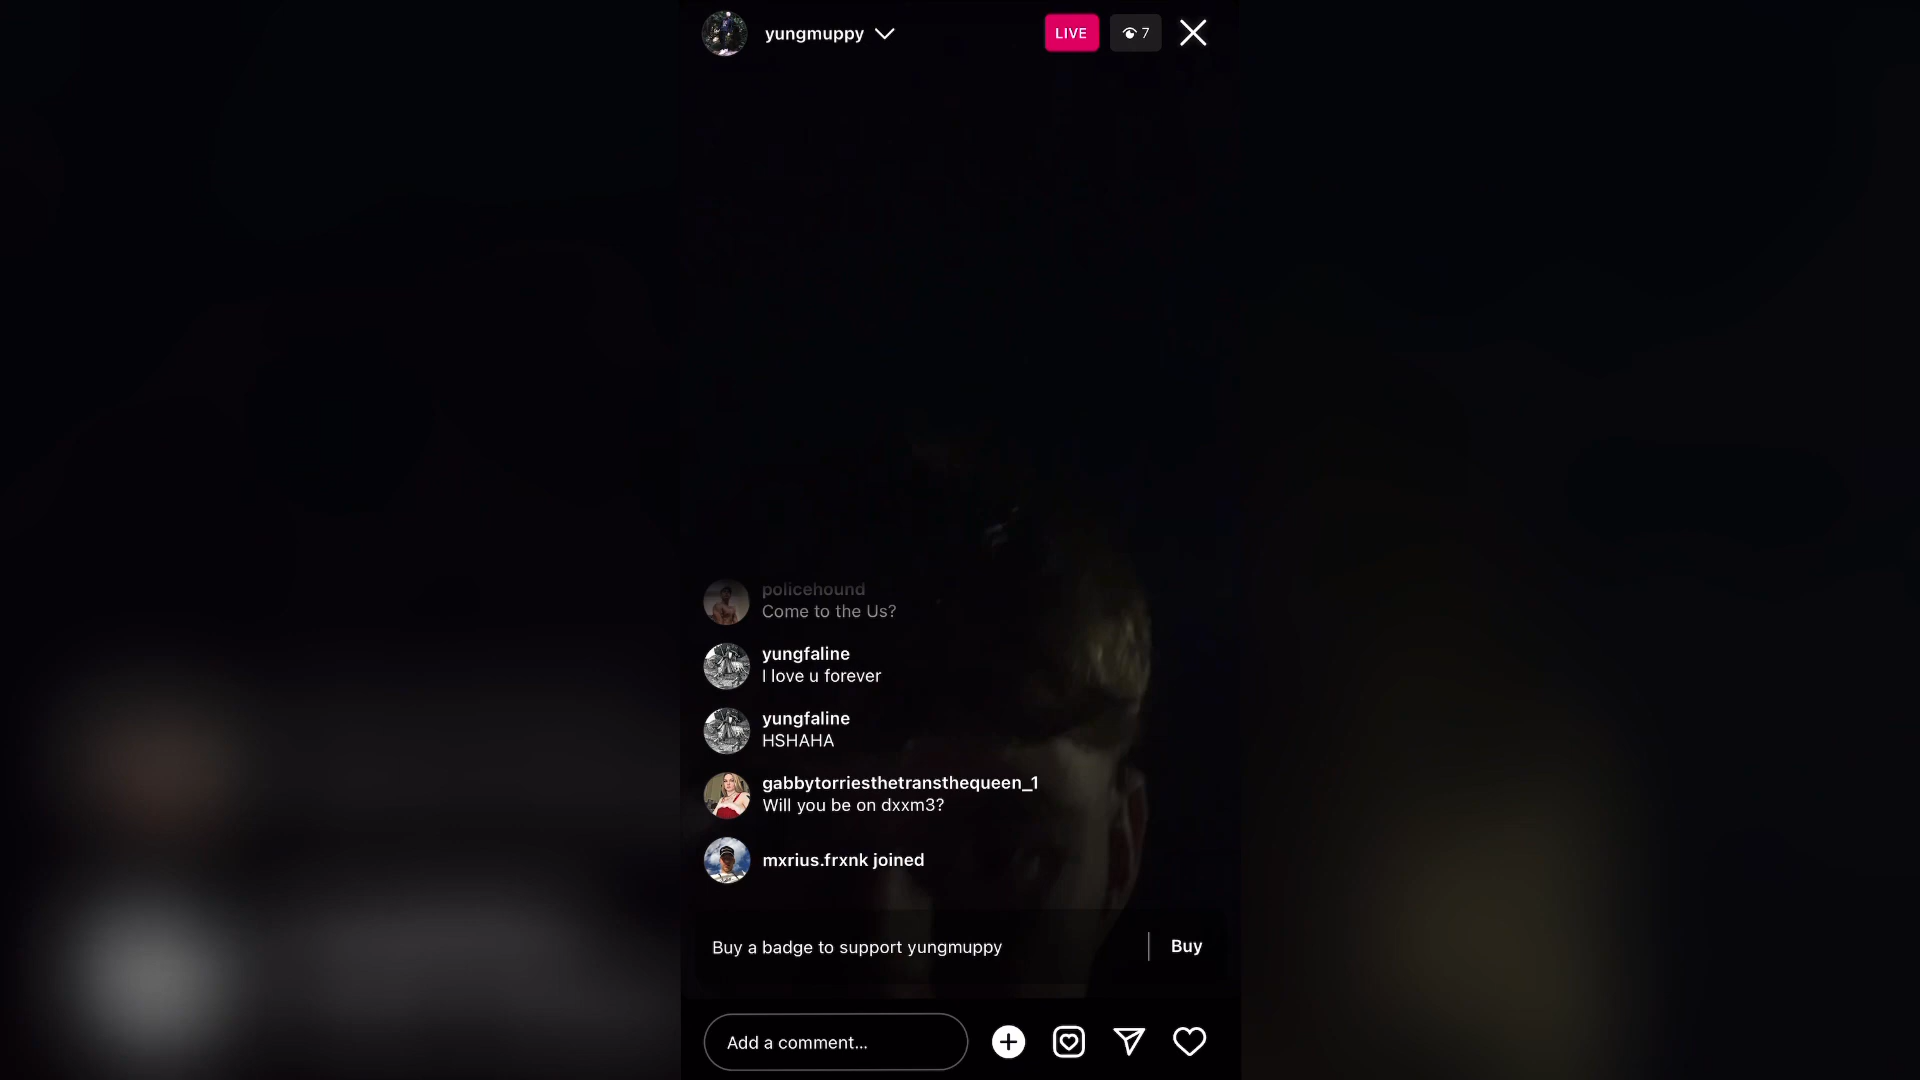 yungmuppy
LIVE
7
policehound
Come to the Us?
yungfaline
I love u forever
yungfaline
HSHAHA
gabbytorriesthetransthequeen_1
Will you be on dxxm3?
mxrius.frxnk joined
Buy a badge to support yungmuppy
Buy
Add a comment...